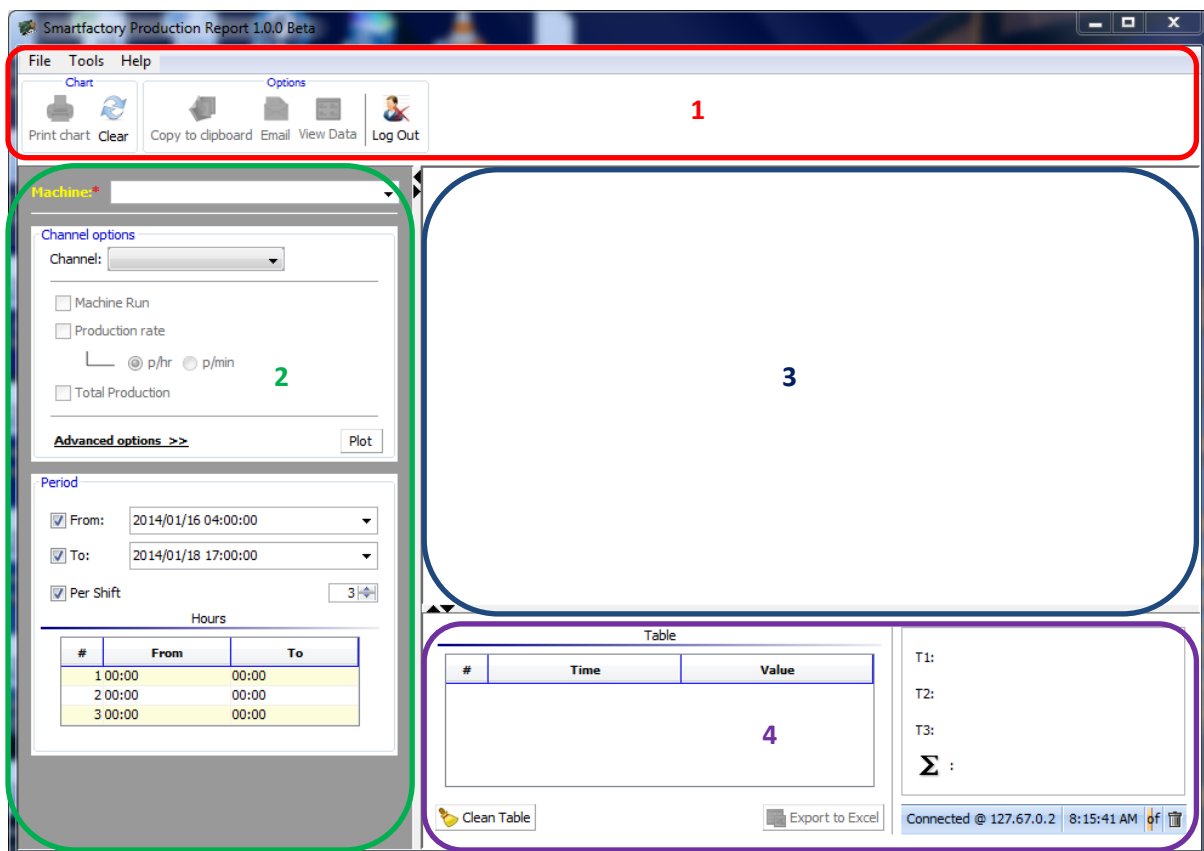 Smartfactory Production Report 1.0.0 Beta
File Tools Help
Chart Options
Print chart Clear Copy to clipboard Email View Data Log Out
1
Machine:*
Channel options
Channel:
Machine Run
Production rate
p/hr p/min
Total Production
Advanced options >> Plot
2
Period
From: 2014/01/16 04:00:00
To: 2014/01/18 17:00:00
Per Shift 3
Hours
# From To
1 00:00 00:00
2 00:00 00:00
3 00:00 00:00
3
Table
# Time Value
4
Clean Table Export to Excel
T1:
T2:
T3:
Σ :
Connected @ 127.67.0.2 8:15:41 AM of